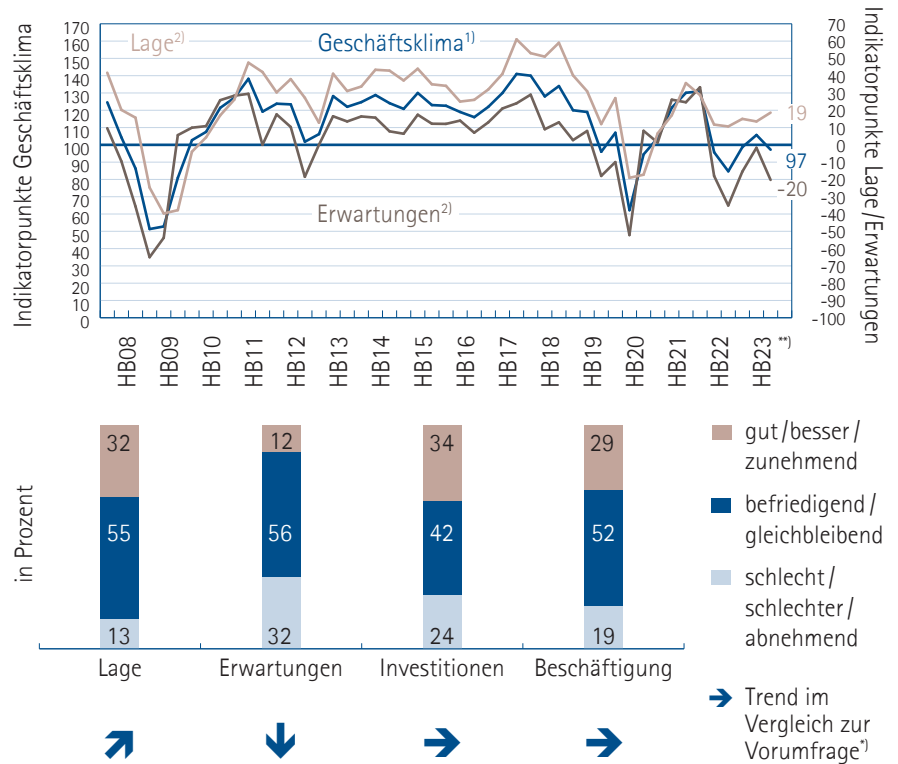 Indikatorpunkte Geschäftsklima
170
160
150
140
130
120
110
100
90
80
70
60
50
40
30
20
10
0
Lage2)
Geschäftsklima1)
Erwartungen2)
19
97
-20
70
60
50
40
30
20
10
0
-10
-20
-30
-40
-50
-60
-70
-80
-90
-100
Indikatorpunkte Lage/Erwartungen
HB08
HB09
HB10
HB11
HB12
HB13
HB14
HB15
HB16
HB17
HB18
HB19
HB20
HB21
HB22
HB23
**)
in Prozent
32
55
13
12
56
32
34
42
24
29
52
19
Lage
Erwartungen
Investitionen
Beschäftigung
gut/besser/
zunehmend
befriedigend/
gleichbleibend
schlecht/
schlechter/
abnehmend
Trend im
Vergleich zur
Vorumfrage*)